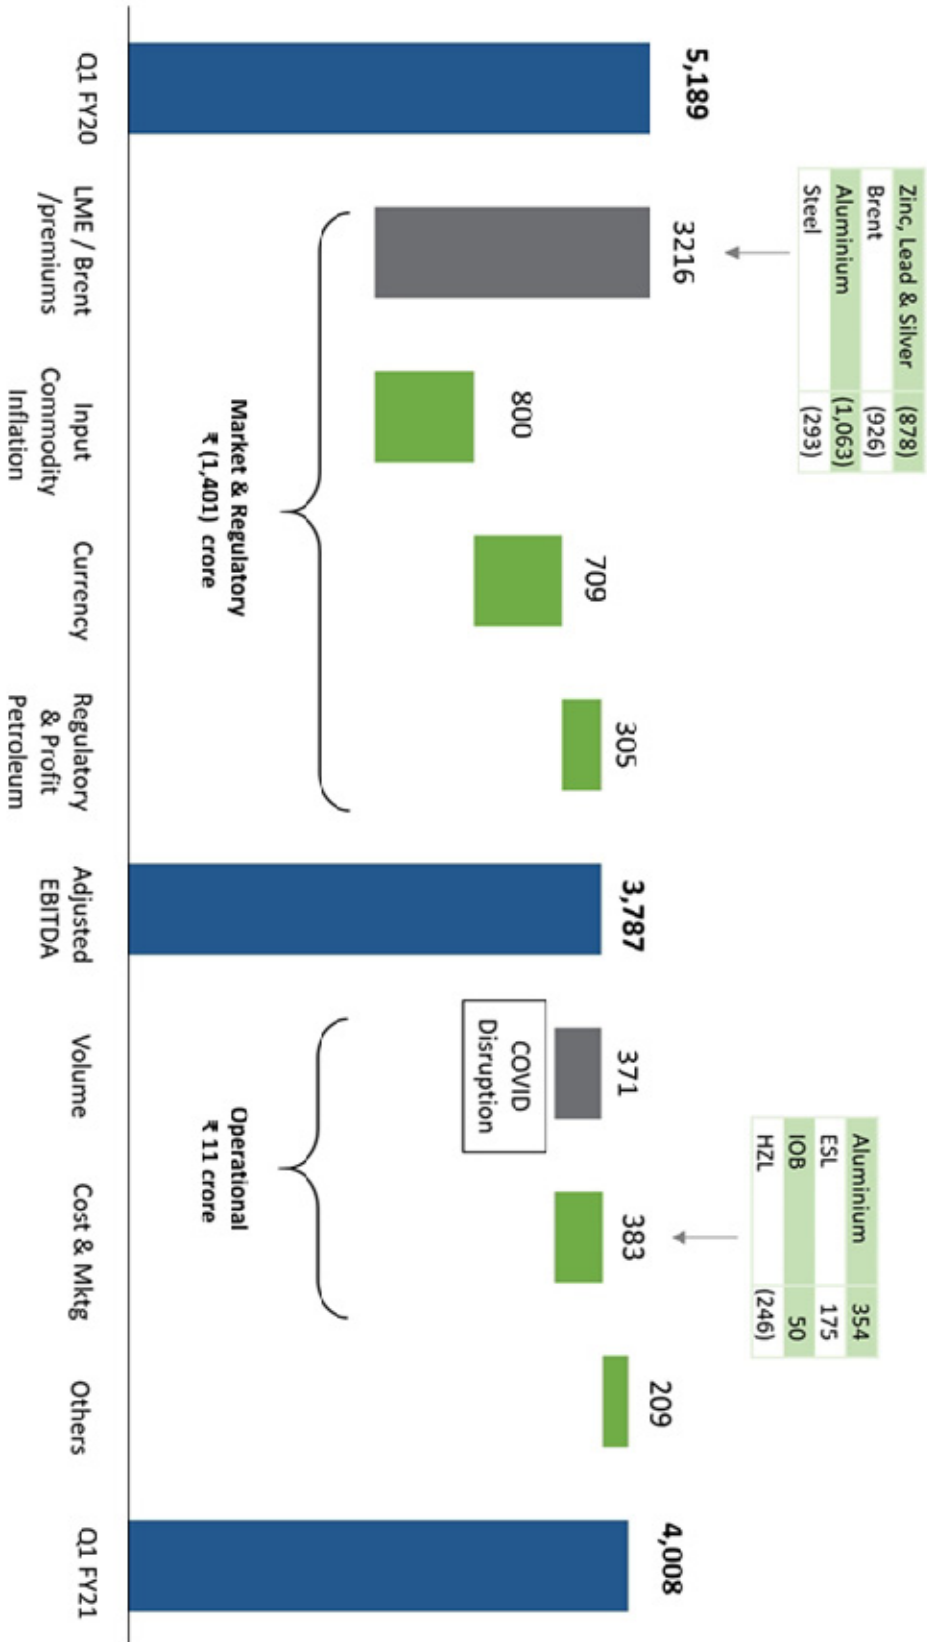 Zinc, Lead & Silver (878)
Brent (926)
Aluminium (1,063)
Steel (293)
Aluminium 354
ESL 175
IOB 50
HZL (246)
5,189
3216
800
709
305
3,787
371
383
209
4,008
COVID
Disruption
Market & Regulatory
₹ (1,401) crore
Operational
₹ 11 crore
Q1 FY20
LME / Brent
/premiums
Input
Commodity
Inflation
Currency
Regulatory
& Profit
Petroleum
Adjusted
EBITDA
Volume
Cost & Mktg
Others
Q1 FY21